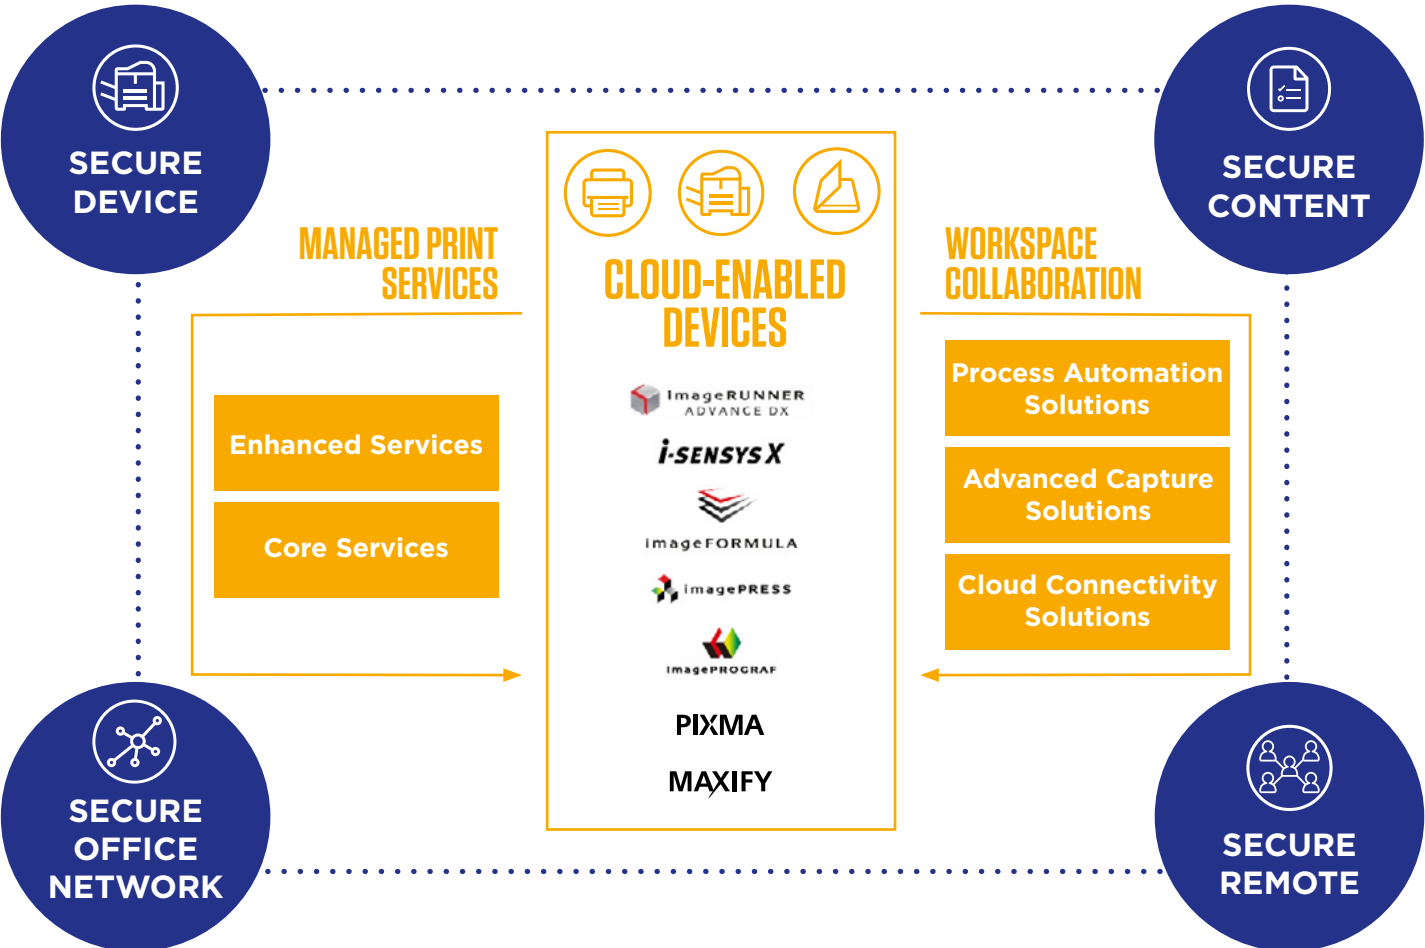 SECURE
DEVICE
SECURE
CONTENT
MANAGED PRINT
SERVICES
Enhanced Services
Core Services
CLOUD-ENABLED
DEVICES
imageRUNNER
ADVANCE DX
i-SENSYS X
imageFORMULA
imagePRESS
imagePROGRAF
PIXMA
MAXIFY
WORKSPACE
COLLABORATION
Process Automation
Solutions
Advanced Capture
Solutions
Cloud Connectivity
Solutions
SECURE
OFFICE
NETWORK
SECURE
REMOTE